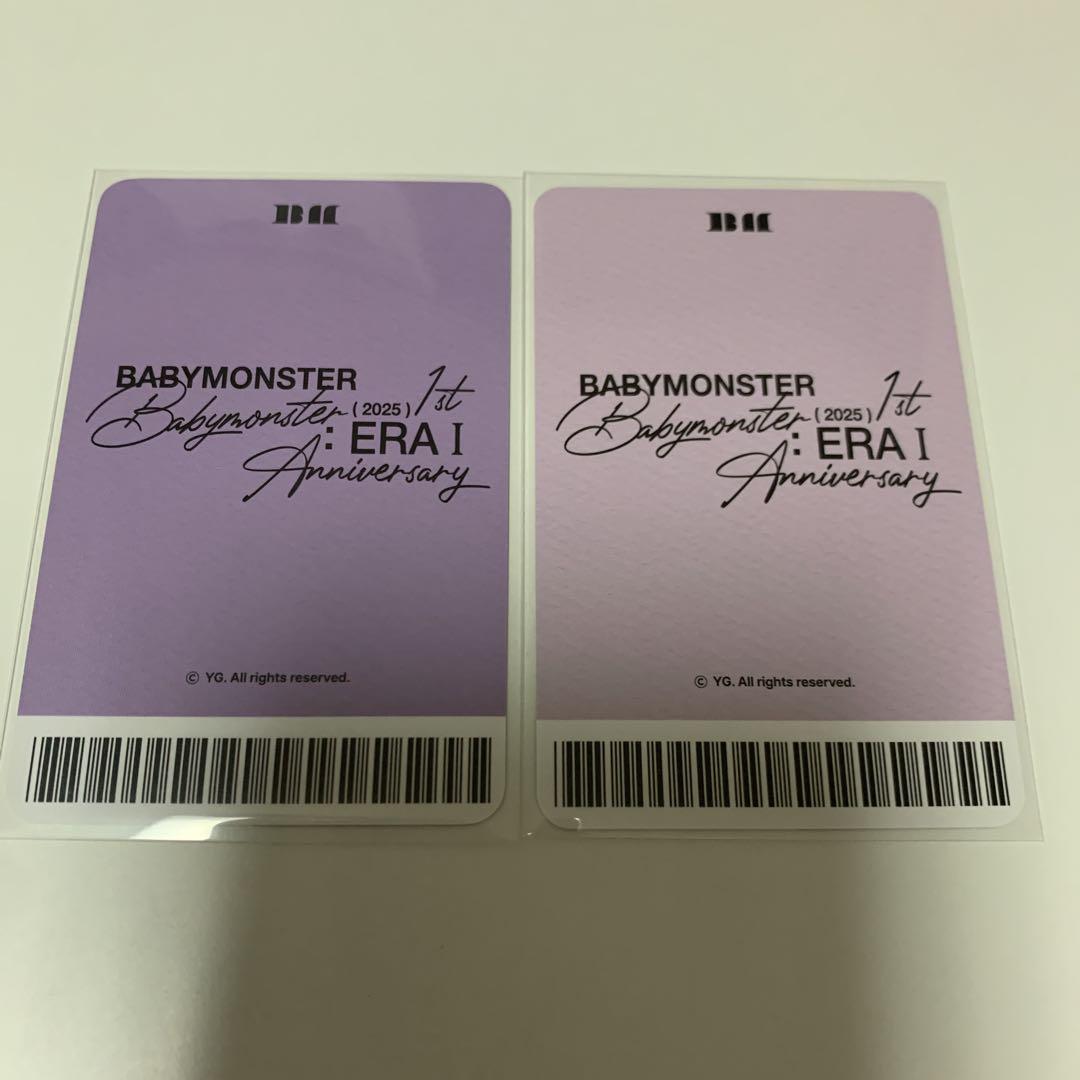 BM
BABYMONSTER
Babymonster (2025) 1st
: ERA I
Anniversary
© YG. All rights reserved.
BM
BABYMONSTER
Babymonster (2025) 1st
: ERA I
Anniversary
© YG. All rights reserved.